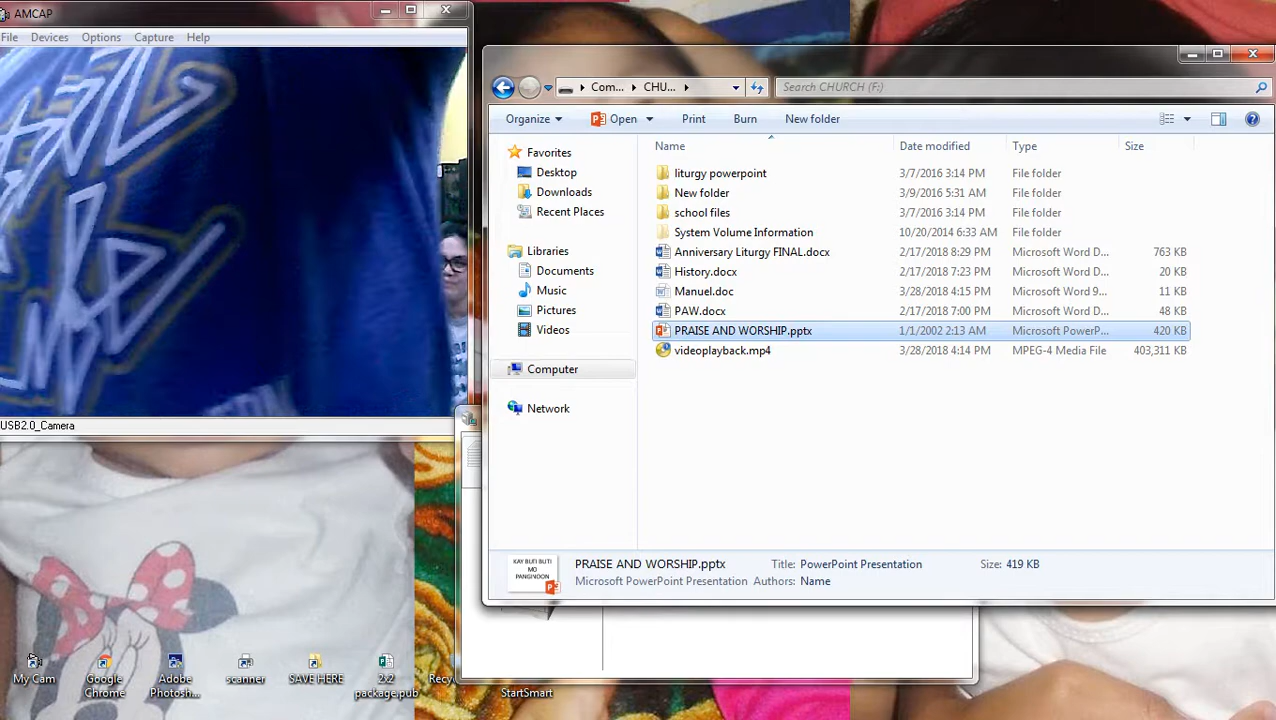 AMCAP
File Devices Options Capture Help
USB2.0_Camera
Com... CHU...
Search CHURCH (F:)
Organize Open Print Burn New folder
Favorites
Desktop
Downloads
Recent Places
Libraries
Documents
Music
Pictures
Videos
Computer
Network
Name Date modified Type Size
liturgy powerpoint 3/7/2016 3:14 PM File folder
New folder 3/9/2016 5:31 AM File folder
school files 3/7/2016 3:14 PM File folder
System Volume Information 10/20/2014 6:33 AM File folder
Anniversary Liturgy FINAL.docx 2/17/2018 8:29 PM Microsoft Word D... 763 KB
History.docx 2/17/2018 7:23 PM Microsoft Word D... 20 KB
Manuel.doc 3/28/2018 4:15 PM Microsoft Word 9... 11 KB
PAW.docx 2/17/2018 7:00 PM Microsoft Word D... 48 KB
PRAISE AND WORSHIP.pptx 1/1/2002 2:13 AM Microsoft PowerP... 420 KB
videoplayback.mp4 3/28/2018 4:14 PM MPEG-4 Media File 403,311 KB
KAY BUTI BUTI
MO
PANGINOON
PRAISE AND WORSHIP.pptx Title: PowerPoint Presentation Size: 419 KB
Microsoft PowerPoint Presentation Authors: Name
My Cam
Google
Chrome
Adobe
Photosh...
scanner
SAVE HERE
2x2
package.pub
Recy
StartSmart